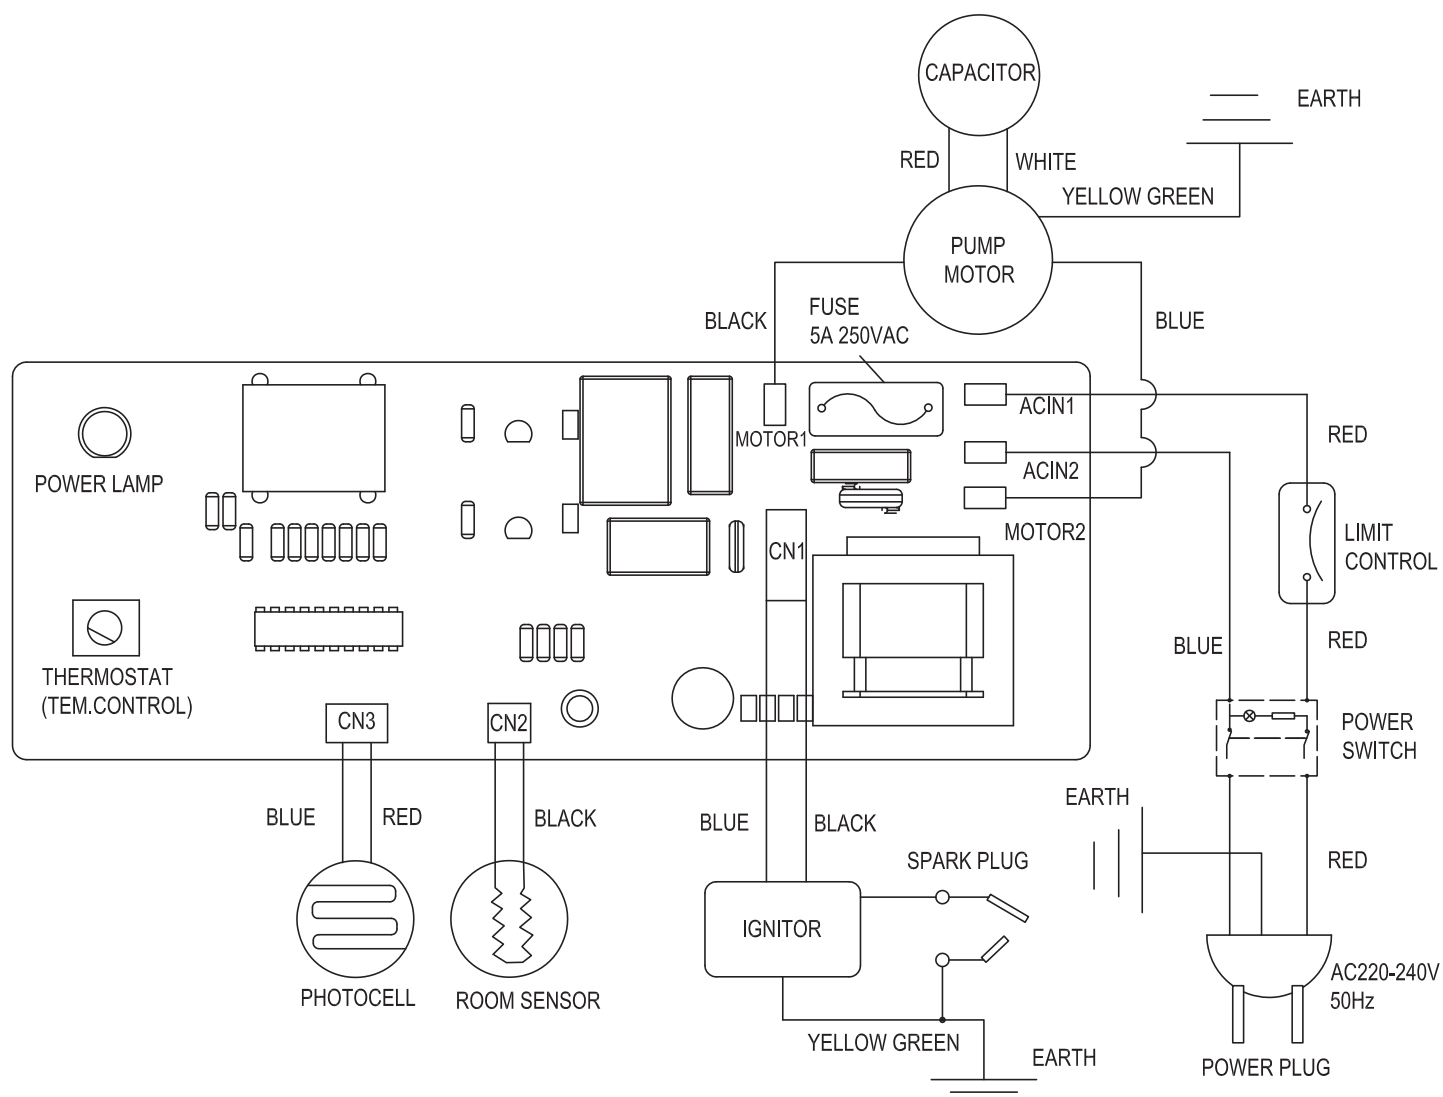 CAPACITOR
EARTH
RED
WHITE
YELLOW GREEN
PUMP
MOTOR
BLACK
FUSE
5A 250VAC
BLUE
MOTOR1
ACIN1
RED
POWER LAMP
ACIN2
MOTOR2
CN1
LIMIT
CONTROL
THERMOSTAT
(TEM.CONTROL)
BLUE
RED
CN3
CN2
POWER
SWITCH
EARTH
BLUE
RED
BLACK
BLUE
BLACK
SPARK PLUG
RED
IGNITOR
PHOTOCELL
ROOM SENSOR
AC220-240V
50Hz
YELLOW GREEN
EARTH
POWER PLUG